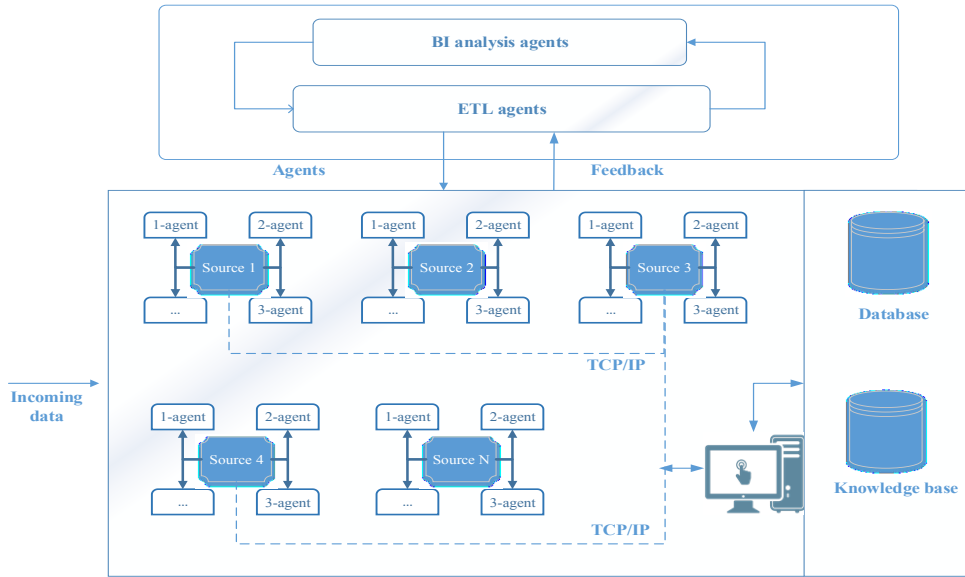 BI analysis agents
ETL agents
Agents
Feedback
1-agent
2-agent
1-agent
2-agent
1-agent
2-agent
Source 1
Source 2
Source 3
...
3-agent
...
3-agent
...
3-agent
Database
TCP/IP
Incoming
data
1-agent
2-agent
1-agent
2-agent
Source 4
Source N
...
3-agent
...
3-agent
Knowledge base
TCP/IP